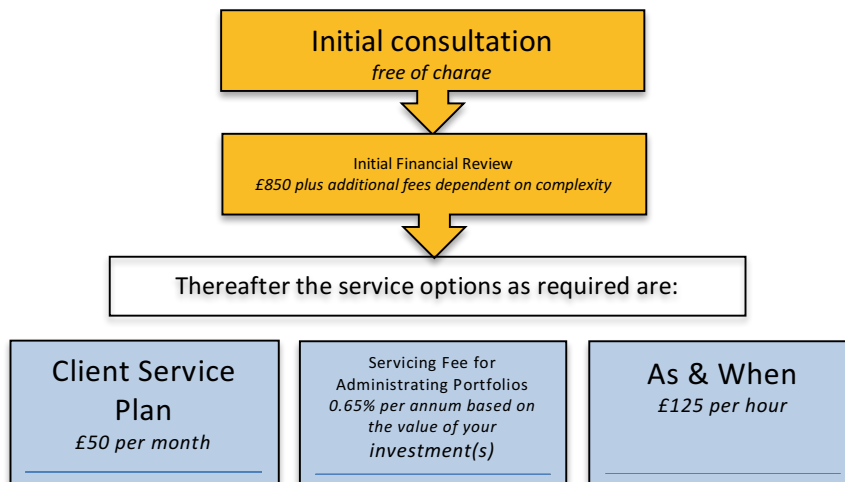 Initial consultation
free of charge
Initial Financial Review
£850 plus additional fees dependent on complexity
Thereafter the service options as required are:
Client Service
Plan
£50 per month
Servicing Fee for
Administrating Portfolios
0.65% per annum based on
the value of your
investment(s)
As & When
£125 per hour